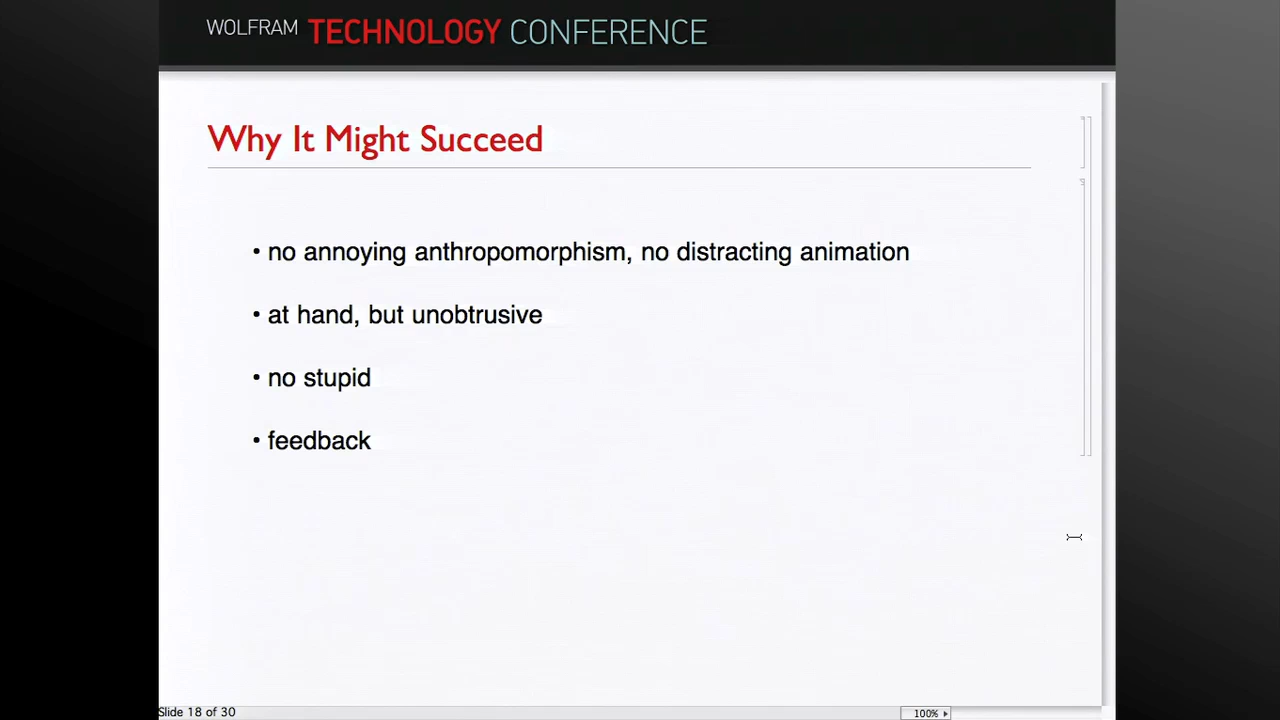 WOLFRAM TECHNOLOGY CONFERENCE
Why It Might Succeed
• no annoying anthropomorphism, no distracting animation
• at hand, but unobtrusive
• no stupid
• feedback
Slide 18 of 30
100%